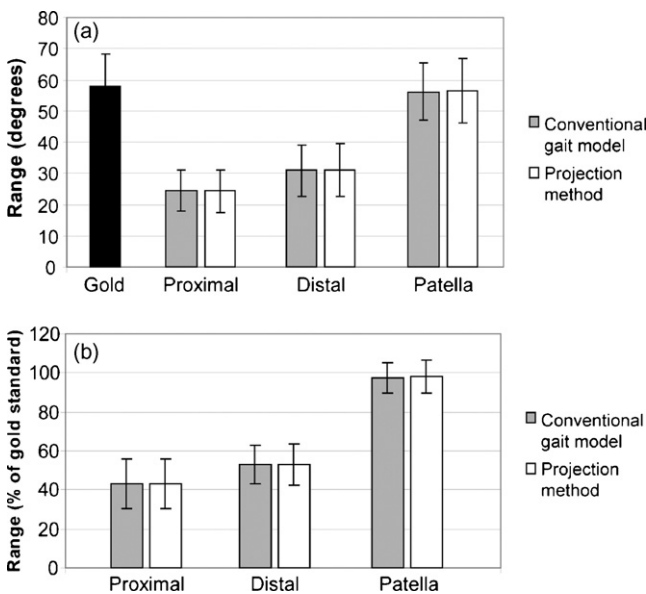 (a)
Range (degrees)
80
70
60
50
40
30
20
10
0
Gold Proximal Distal Patella
Conventional
gait model
Projection
method
(b)
Range (% of gold standard)
120
100
80
60
40
20
0
Proximal Distal Patella
Conventional
gait model
Projection
method